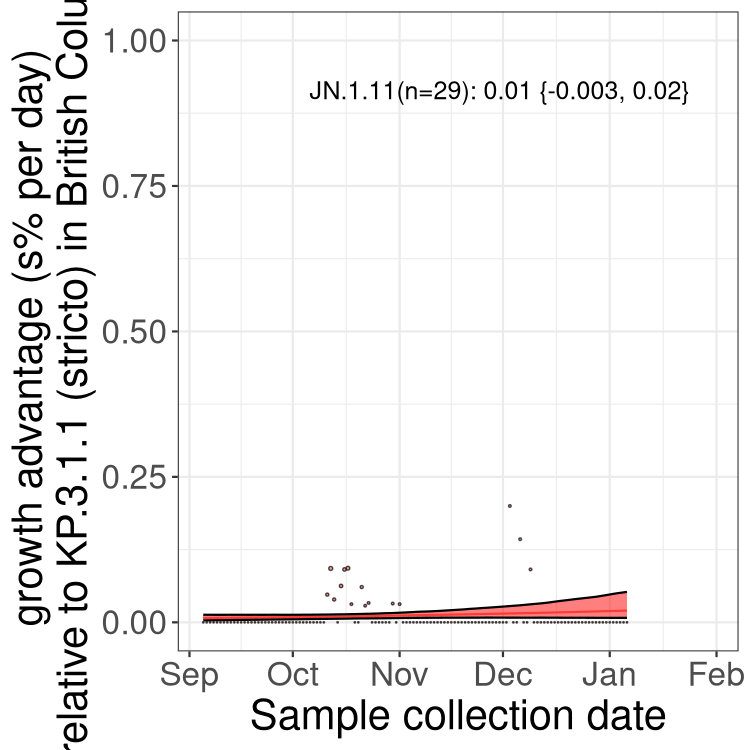 growth advantage (s% per day)
relative to KP.3.1.1 (stricto) in British Colu
1.00
0.75
0.50
0.25
0.00
JN.1.11(n=29): 0.01 {-0.003, 0.02}
Sep Oct Nov Dec Jan Feb
Sample collection date